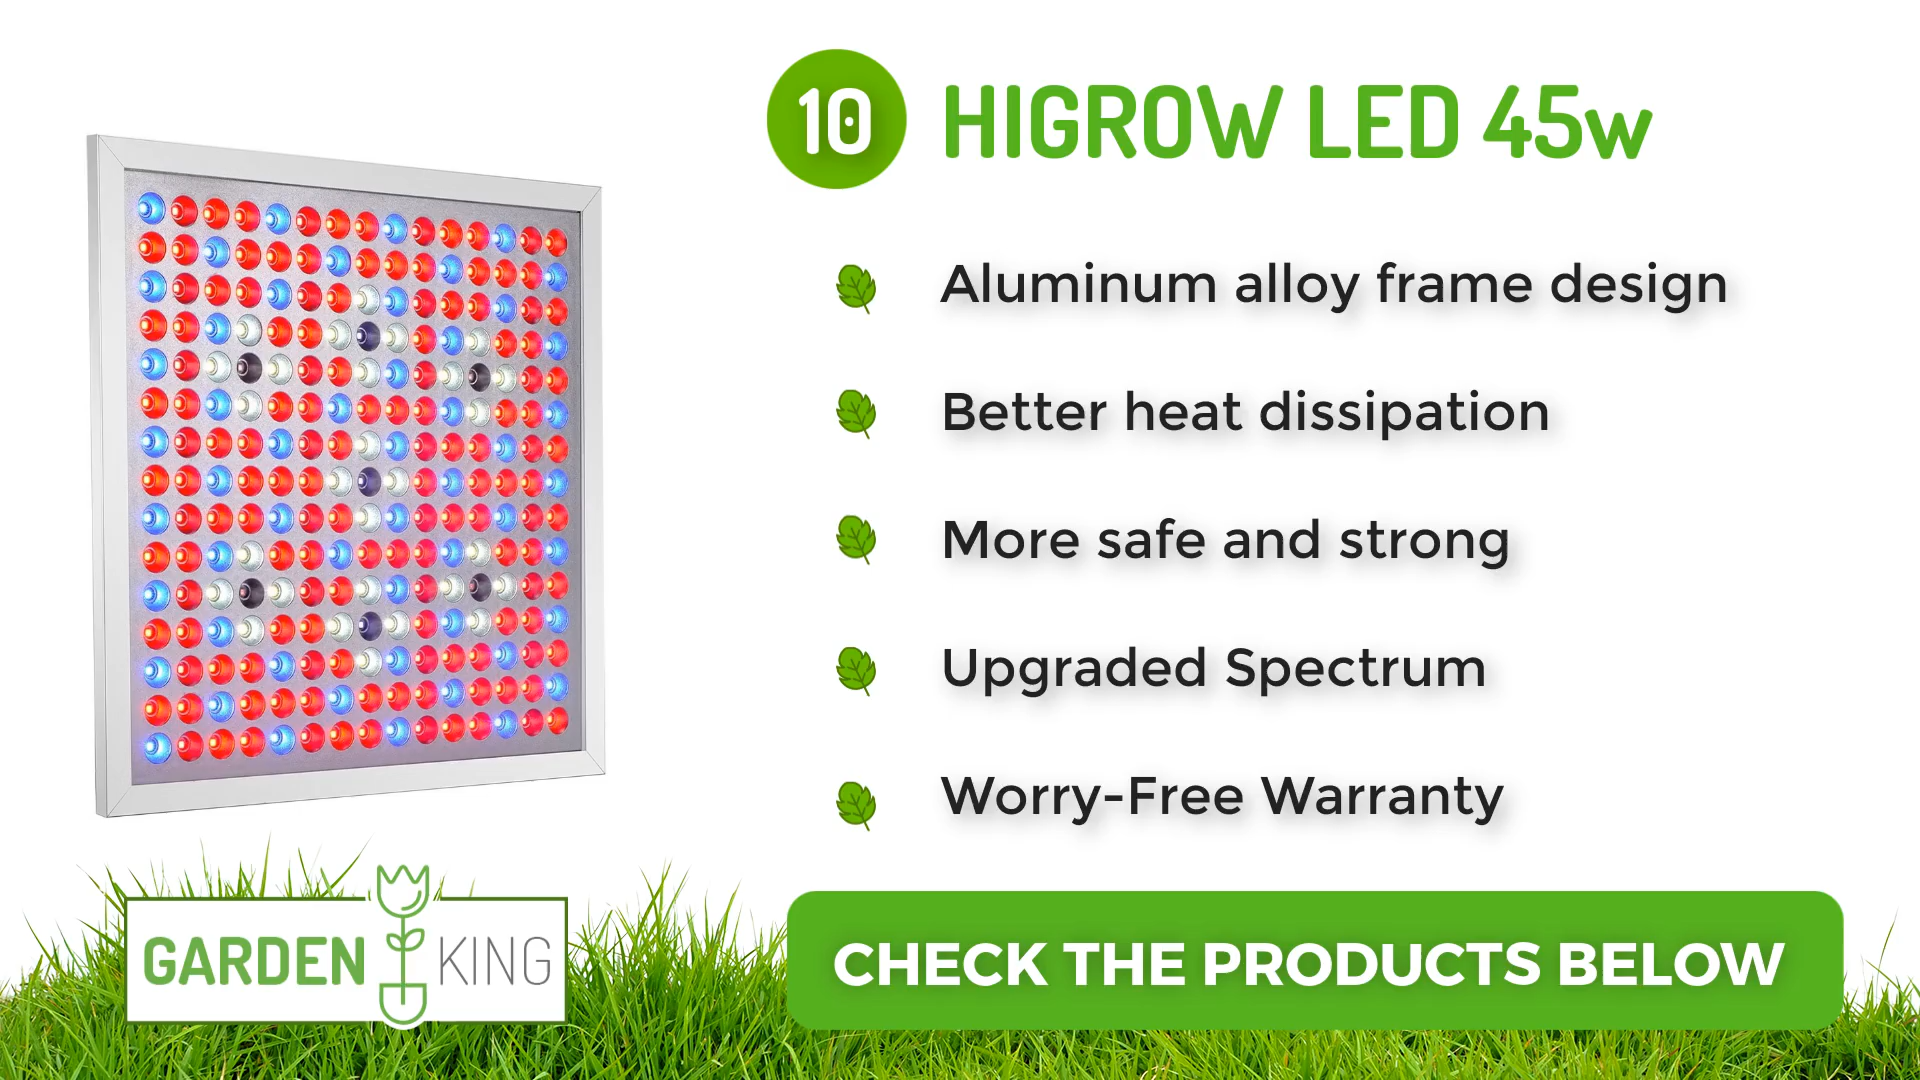 10 HIGROW LED 45w
Aluminum alloy frame design
Better heat dissipation
More safe and strong
Upgraded Spectrum
Worry-Free Warranty
GARDEN KING
CHECK THE PRODUCTS BELOW